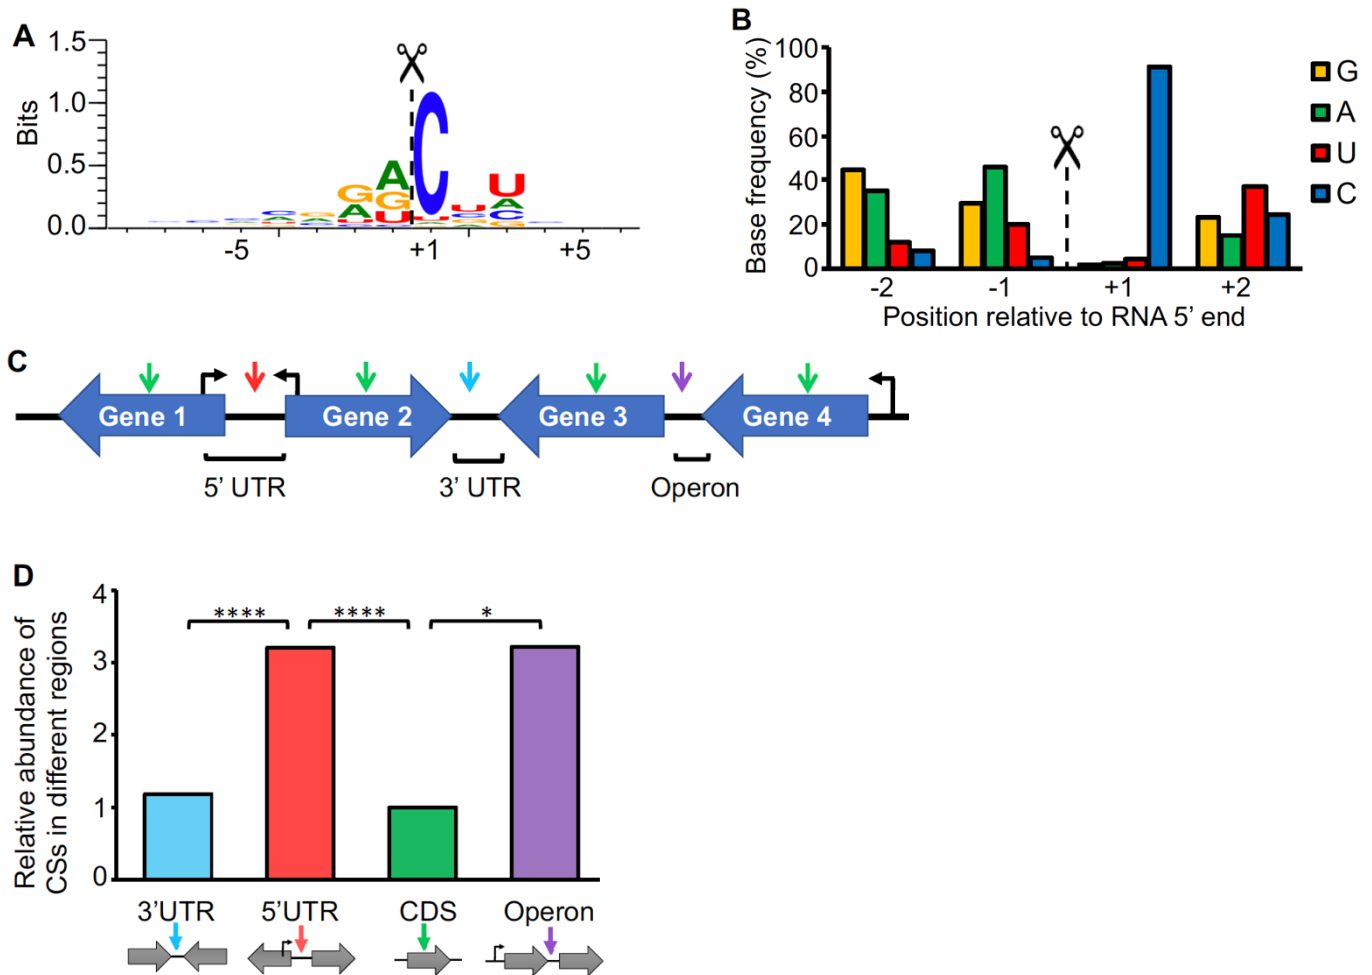 A
1.5
1.0
0.5
0.0
Bits
-5
+1
+5
G
A
A
G
U
C
U
U
C
U
A
C
B
100
80
60
40
20
0
Base frequency (%)
-2
-1
+1
+2
Position relative to RNA 5’ end
G
A
U
C
C
Gene 1
Gene 2
Gene 3
Gene 4
5’ UTR
3’ UTR
Operon
D
4
3
2
1
0
Relative abundance of
CSs in different regions
****
****
*
3’UTR
5’UTR
CDS
Operon